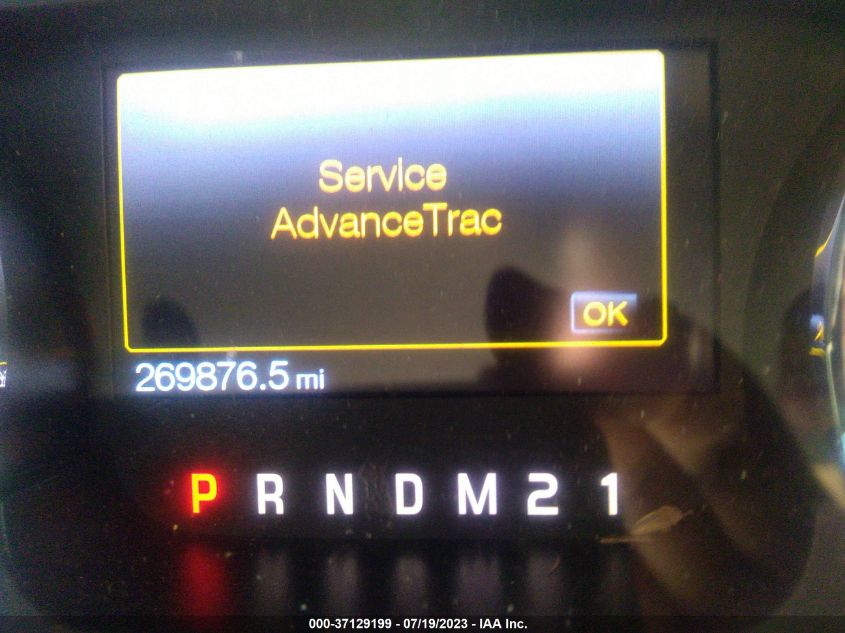 Service
AdvanceTrac
OK
269876.5 mi
P R N D M 2 1
000-37129199 - 07/19/2023 - IAA Inc.